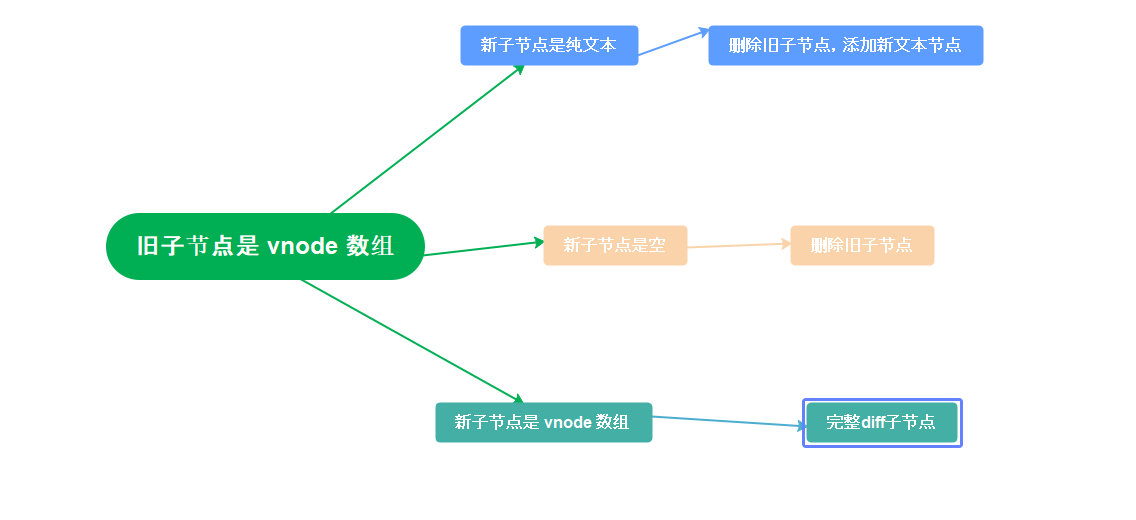 新子节点是纯文本
删除旧子节点，添加新文本节点
旧子节点是 vnode 数组
新子节点是空
删除旧子节点
新子节点是 vnode 数组
完整diff子节点